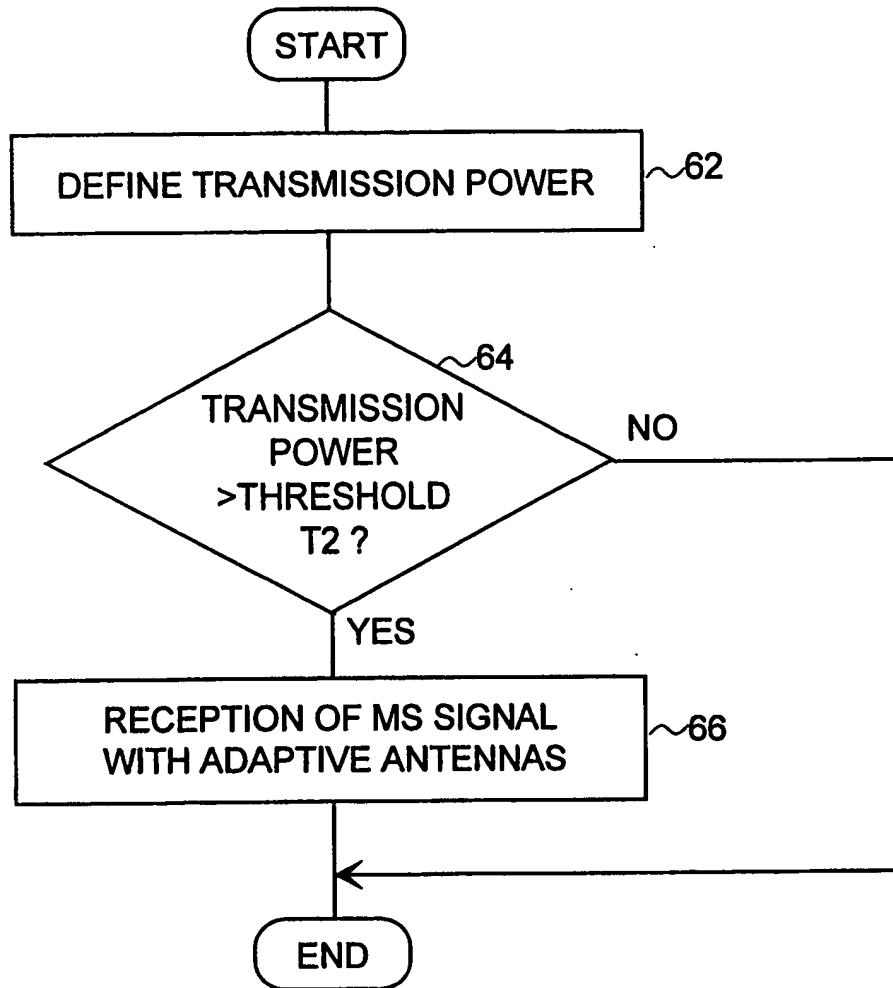 START
DEFINE TRANSMISSION POWER
62
64
TRANSMISSION
POWER
>THRESHOLD
T2 ?
NO
YES
RECEPTION OF MS SIGNAL
WITH ADAPTIVE ANTENNAS
66
END